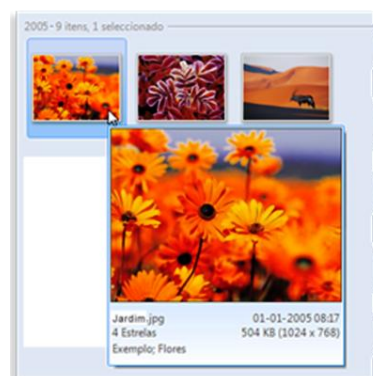 2005 - 9 itens, 1 seleccionado
Jardim.jpg 01-01-2005 08:17
4 Estrelas 504 KB (1024 x 768)
Exemplo; Flores